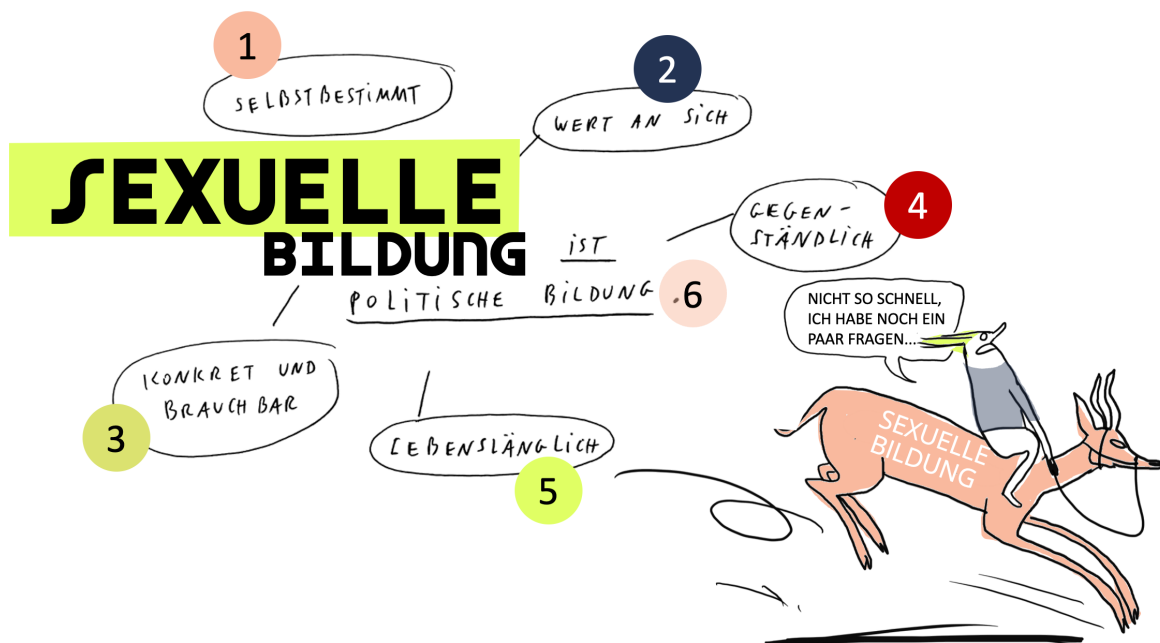 1
SELBSTBESTIMMT
2
WERT AN SiCH
SEXUELLE
BILDUNG
iST
POLiTiSCHE BiLDUNG .6
GEGEN-
STÄNDLiCH
4
NICHT SO SCHNELL,
ICH HABE NOCH EIN
PAAR FRAGEN...
KONKRET UND
BRAUCHBAR
3
LEBENSLÄNGLiCH
5
SEXUELLE
BILDUNG